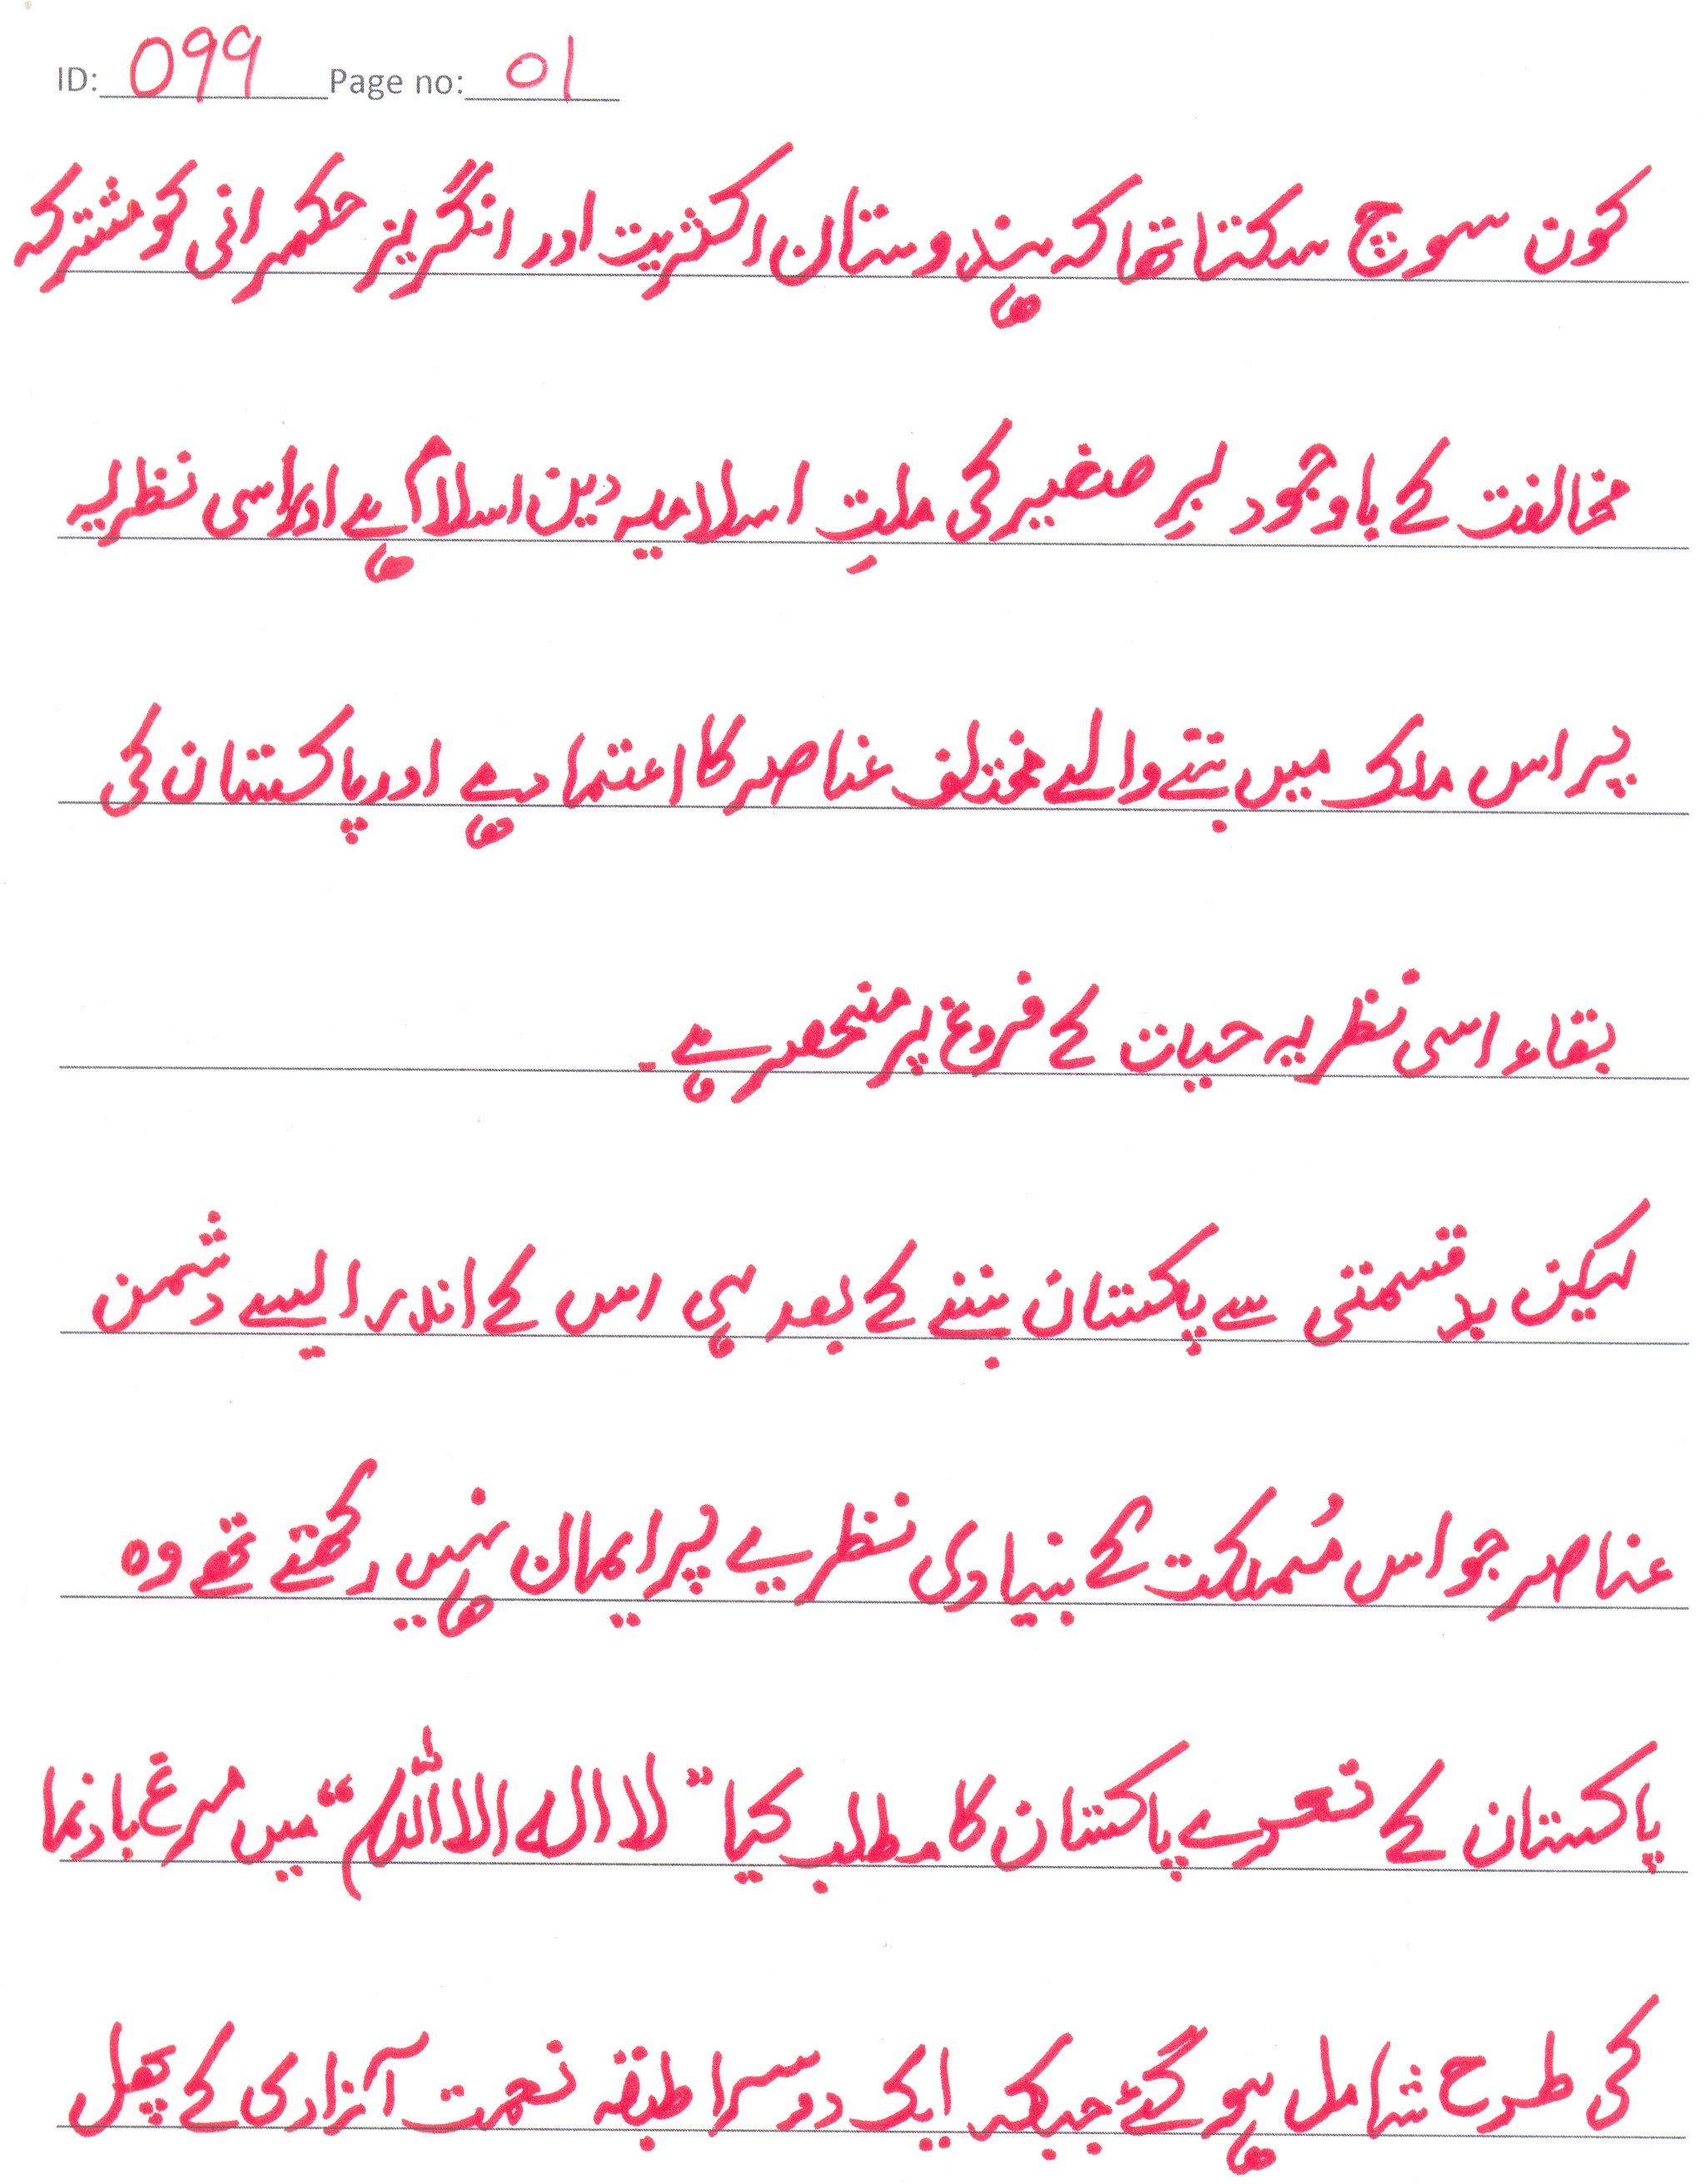 ID: 099 Page no: 01
کون سوچ سکتا تھا کہ ہندوستان اکثریت اور انگریز حکمرانی کو مشترکہ
مخالفت کے باوجود برصغیر کی ملتِ اسلامیہ دین اسلام ہے اور اسی نظریہ
پر اس ملک میں بستے والے مختلف عناصر کا اعتماد ہے اور پاکستان کی
بقاء اسی نظریہ حیات کے فروغ پر منحصر ہے۔
لیکن بد قسمتی سے پاکستان بننے کے بعد ہی اس کے اندر ایسے دشمن
عناصر جو اس مُملکت کے بنیادی نظریے پر ایمان نہیں رکھتے تھے وہ
پاکستان کے نعرے پاکستان کا مطلب کیا "لا الہ الا اللہ" میں مرغ بادنما
کی طرح شامل ہو گئے جبکہ ایک دوسرا طبقہ نعمت آزادی کے پھل